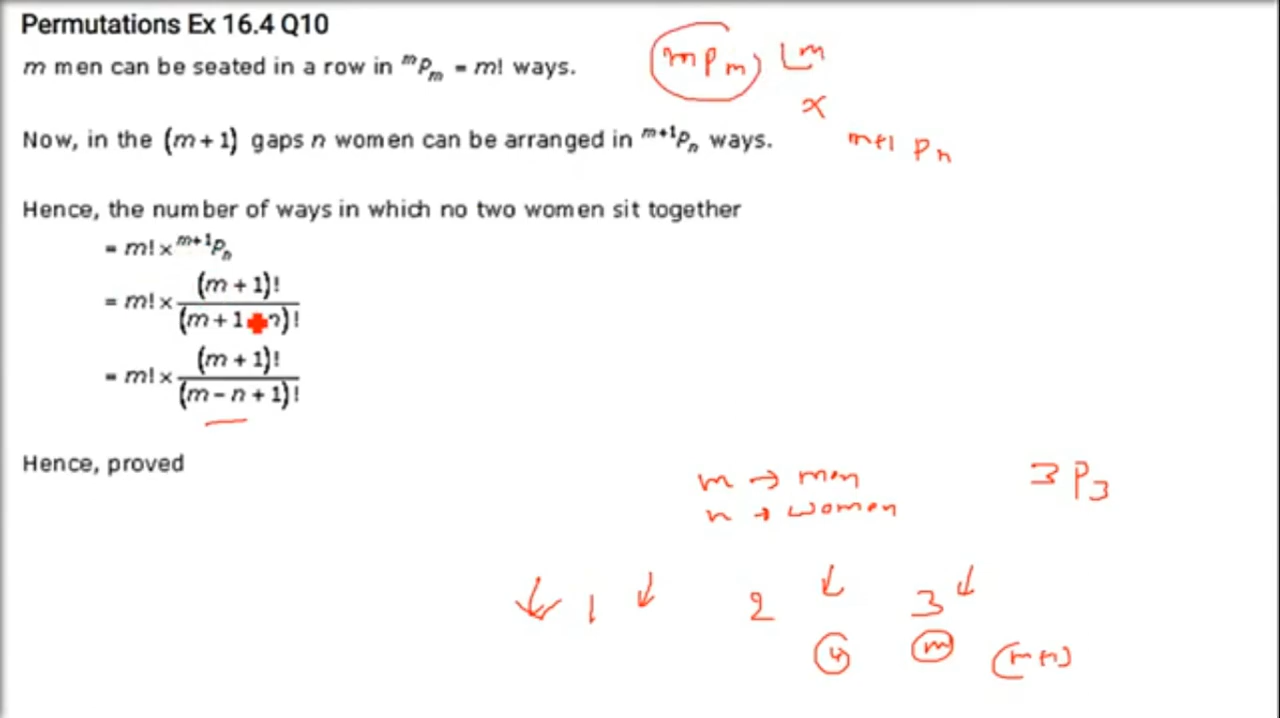 Permutations Ex 16.4 Q10
m men can be seated in a row in ᵐPₘ = m! ways.
mPm ∟m
x
Now, in the (m + 1) gaps n women can be arranged in ᵐ⁺¹Pₙ ways.
m+1 Pn
Hence, the number of ways in which no two women sit together
= m! × ᵐ⁺¹Pₙ
= m! × (m + 1)! / (m + 1 n)!
= m! × (m + 1)! / (m − n + 1)!
Hence, proved
m → men
n → women
3P3
↓ 1 ↓ 2 ↓ 3 ↓
4 m (m+1)